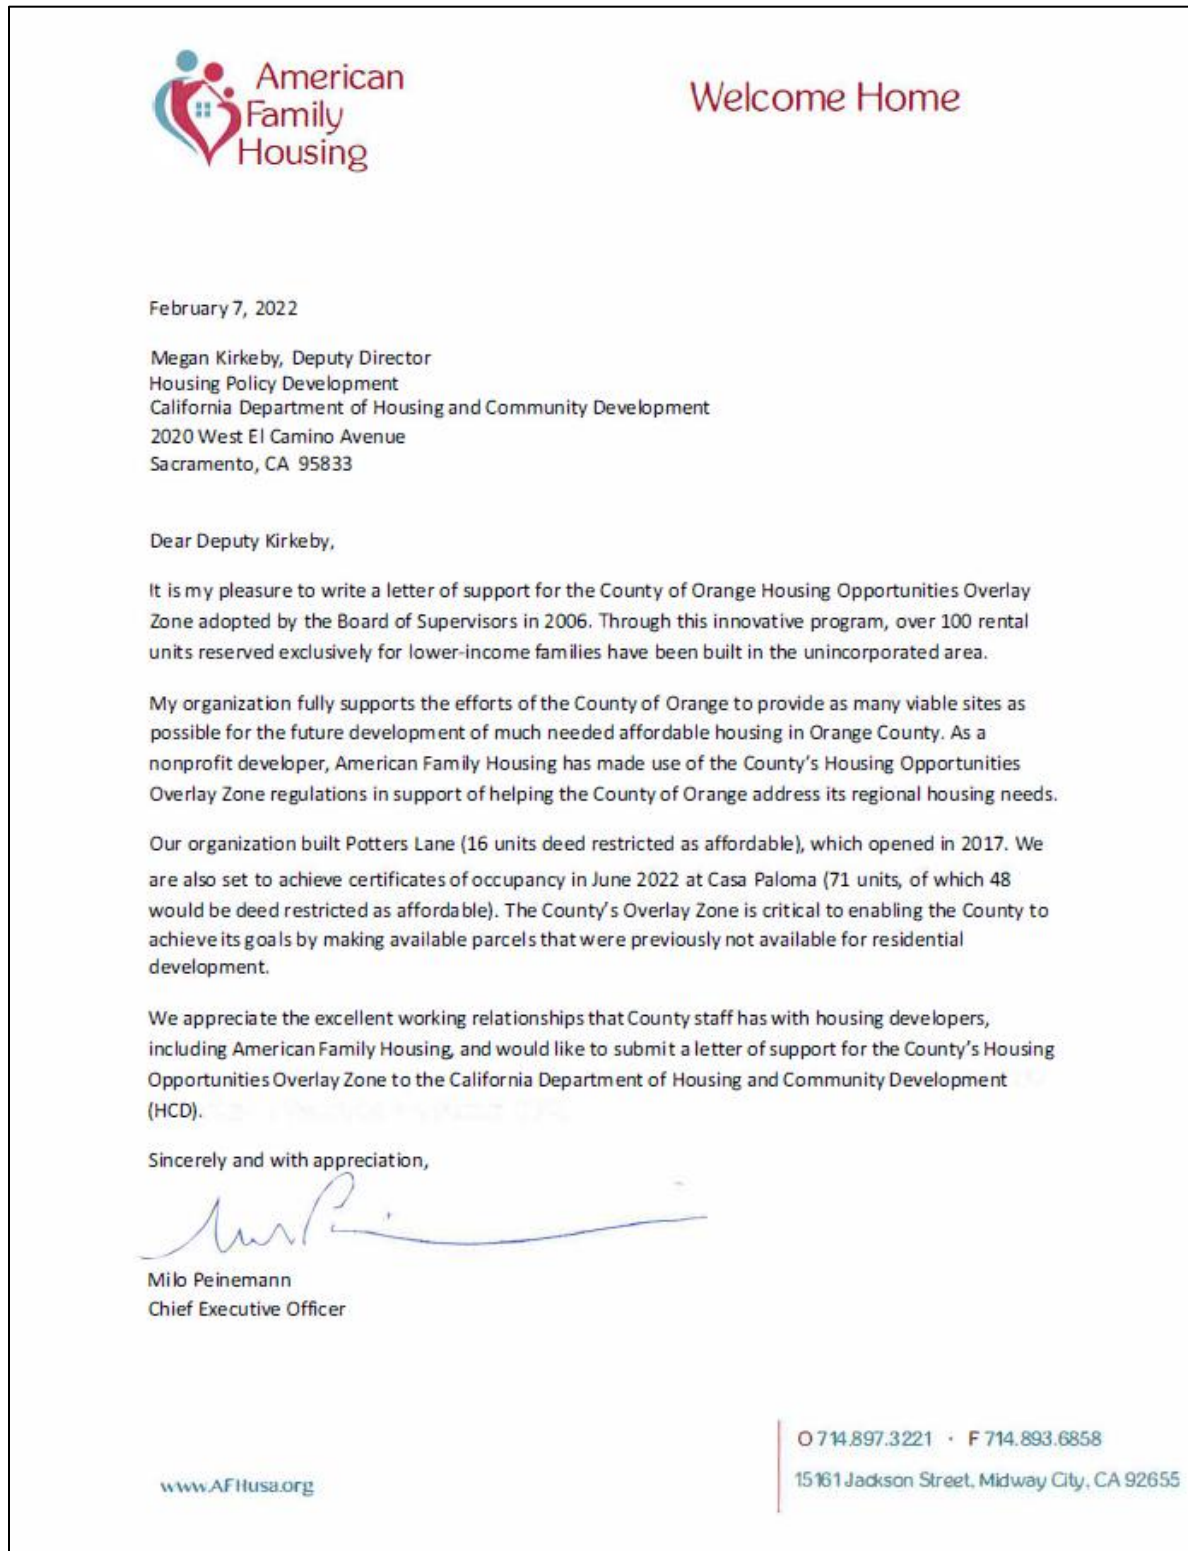 American
Family
Housing
Welcome Home
February 7, 2022
Megan Kirkeby, Deputy Director
Housing Policy Development
California Department of Housing and Community Development
2020 West El Camino Avenue
Sacramento, CA 95833
Dear Deputy Kirkeby,
It is my pleasure to write a letter of support for the County of Orange Housing Opportunities Overlay
Zone adopted by the Board of Supervisors in 2006. Through this innovative program, over 100 rental
units reserved exclusively for lower-income families have been built in the unincorporated area.
My organization fully supports the efforts of the County of Orange to provide as many viable sites as
possible for the future development of much needed affordable housing in Orange County. As a
nonprofit developer, American Family Housing has made use of the County's Housing Opportunities
Overlay Zone regulations in support of helping the County of Orange address its regional housing needs.
Our organization built Potters Lane (16 units deed restricted as affordable), which opened in 2017. We
are also set to achieve certificates of occupancy in June 2022 at Casa Paloma (71 units, of which 48
would be deed restricted as affordable). The County's Overlay Zone is critical to enabling the County to
achieve its goals by making available parcels that were previously not available for residential
development.
We appreciate the excellent working relationships that County staff has with housing developers,
including American Family Housing, and would like to submit a letter of support for the County's Housing
Opportunities Overlay Zone to the California Department of Housing and Community Development
(HCD).
Sincerely and with appreciation,
Milo Peinemann
Chief Executive Officer
O 714.897.3221 · F 714.893.6858
www.AFHusa.org
15161 Jackson Street, Midway City, CA 92655